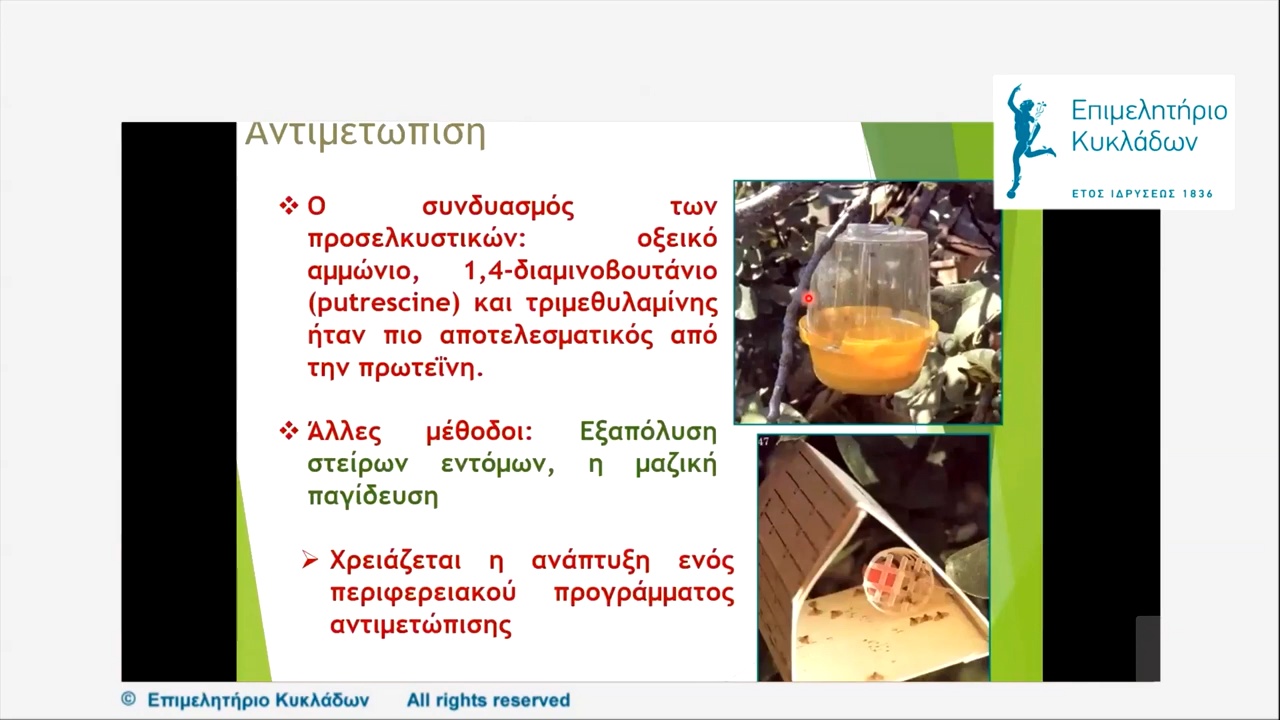 Επιμελητήριο
Κυκλάδων
ΕΤΟΣ ΙΔΡΥΣΕΩΣ 1836
Αντιμετώπιση
❖ Ο συνδυασμός των
προσελκυστικών: οξεικό
αμμώνιο, 1,4-διαμινοβουτάνιο
(putrescine) και τριμεθυλαμίνης
ήταν πιο αποτελεσματικός από
την πρωτεΐνη.
❖ Άλλες μέθοδοι: Εξαπόλυση
στείρων εντόμων, η μαζική
παγίδευση
➢ Χρειάζεται η ανάπτυξη ενός
περιφερειακού προγράμματος
αντιμετώπισης
47
© Επιμελητήριο Κυκλάδων All rights reserved